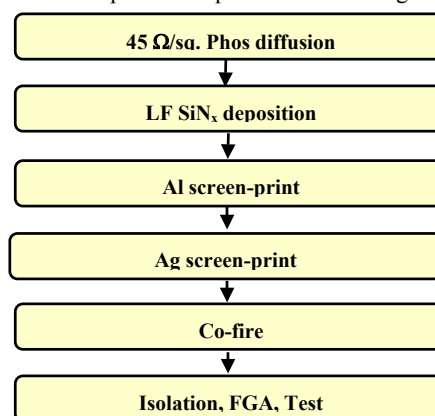 45 Ω/sq. Phos diffusion
LF SiNx deposition
Al screen-print
Ag screen-print
Co-fire
Isolation, FGA, Test